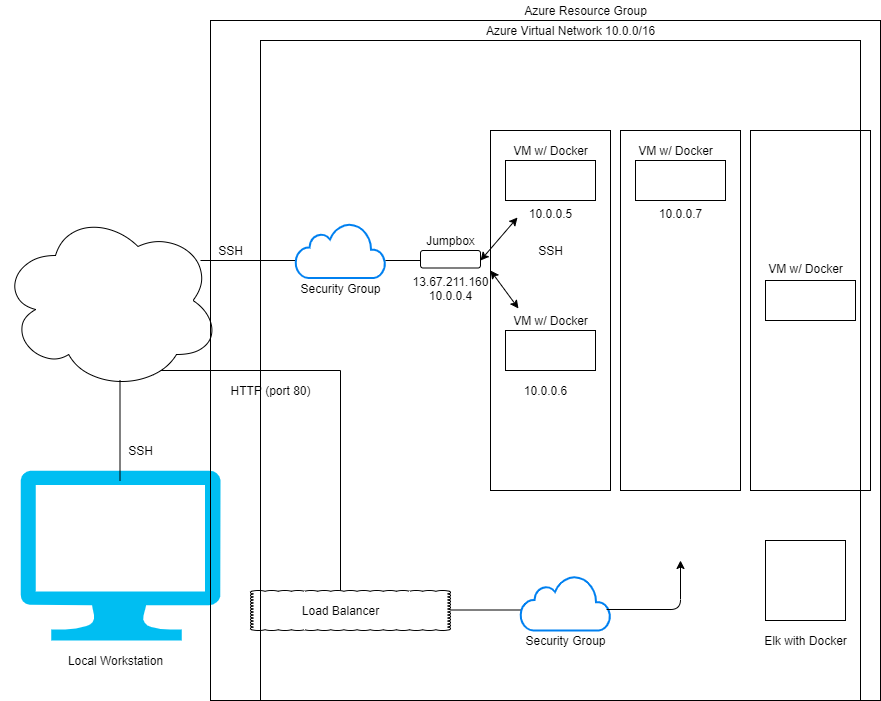 Azure Resource Group
Azure Virtual Network 10.0.0/16
VM w/ Docker
VM w/ Docker
10.0.0.5
10.0.0.7
SSH
Jumpbox
SSH
VM w/ Docker
Security Group
13.67.211.160
10.0.0.4
VM w/ Docker
HTTP (port 80)
10.0.0.6
SSH
Load Balancer
Security Group
Elk with Docker
Local Workstation